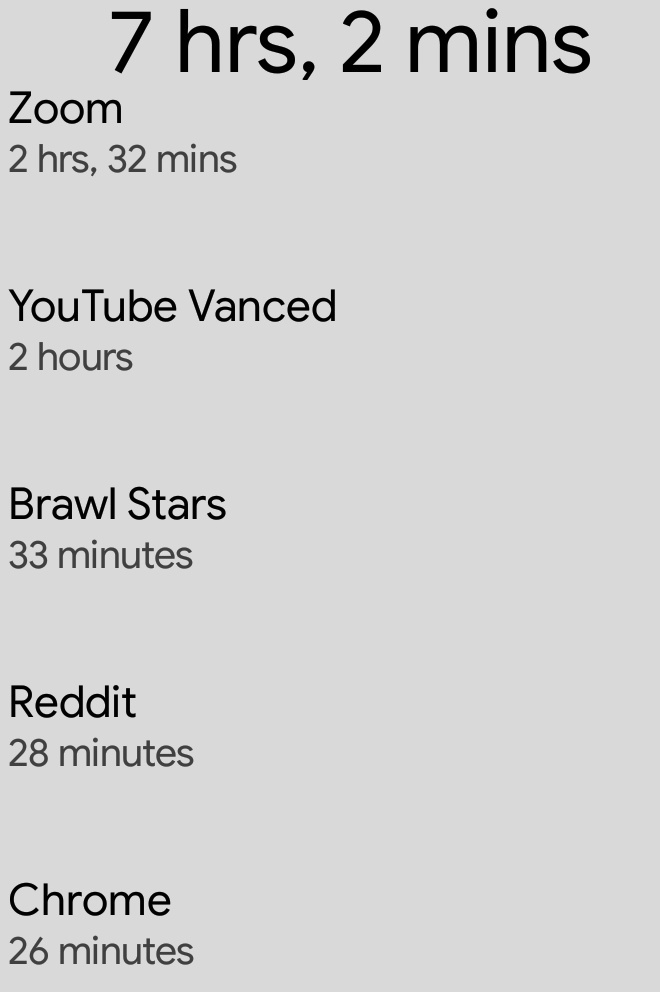 7 hrs, 2 mins
Zoom
2 hrs, 32 mins
YouTube Vanced
2 hours
Brawl Stars
33 minutes
Reddit
28 minutes
Chrome
26 minutes